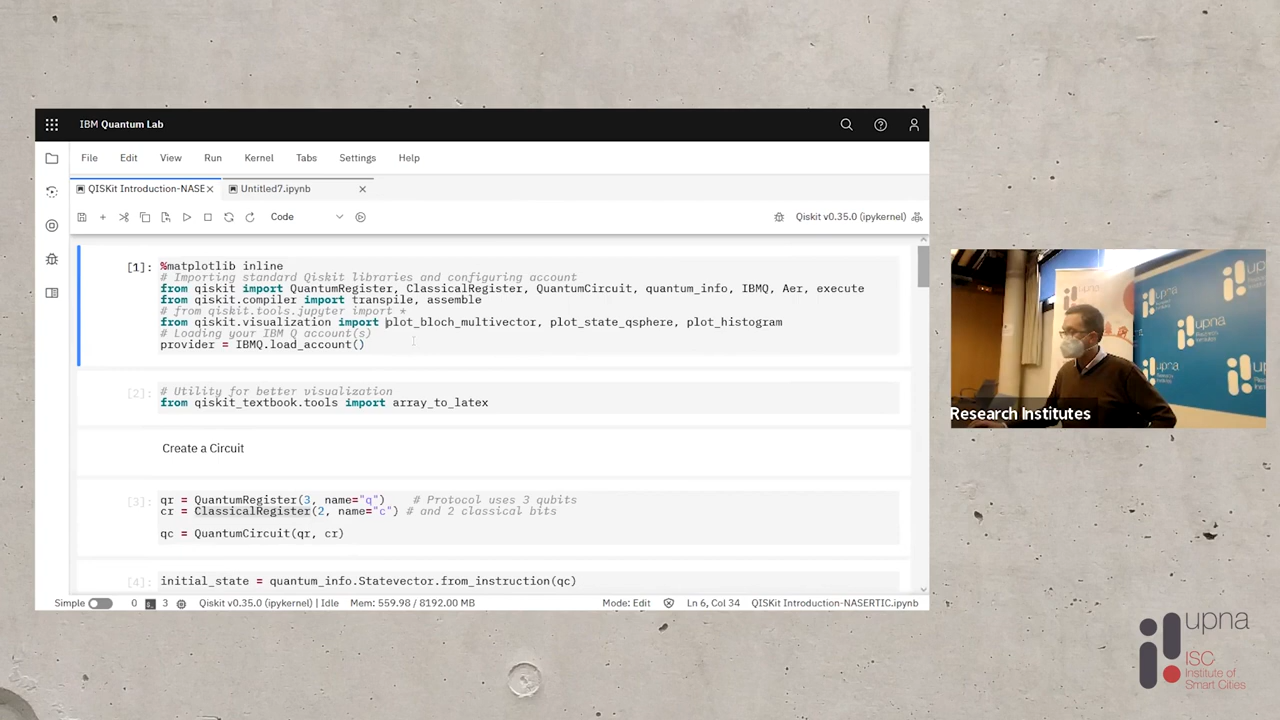 IBM Quantum Lab
File Edit View Run Kernel Tabs Settings Help
QISKit Introduction-NASE
Untitled7.ipynb
Code
Qiskit v0.35.0 (ipykernel)
[1]:
%matplotlib inline
# Importing standard Qiskit libraries and configuring account
from qiskit import QuantumRegister, ClassicalRegister, QuantumCircuit, quantum_info, IBMQ, Aer, execute
from qiskit.compiler import transpile, assemble
# from qiskit.tools.jupyter import *
from qiskit.visualization import plot_bloch_multivector, plot_state_qsphere, plot_histogram
# Loading your IBM Q account(s)
provider = IBMQ.load_account()
[2]:
# Utility for better visualization
from qiskit_textbook.tools import array_to_latex
Create a Circuit
[3]:
qr = QuantumRegister(3, name="q") # Protocol uses 3 qubits
cr = ClassicalRegister(2, name="c") # and 2 classical bits
qc = QuantumCircuit(qr, cr)
[4]:
initial_state = quantum_info.Statevector.from_instruction(qc)
Simple 0 3 Qiskit v0.35.0 (ipykernel) | Idle Mem: 559.98 / 8192.00 MB Mode: Edit Ln 6, Col 34 QISKit Introduction-NASERTIC.ipynb
upna
upna
upna
upna
upna
Research Institutes
upna
ISC
Institute of
Smart Cities